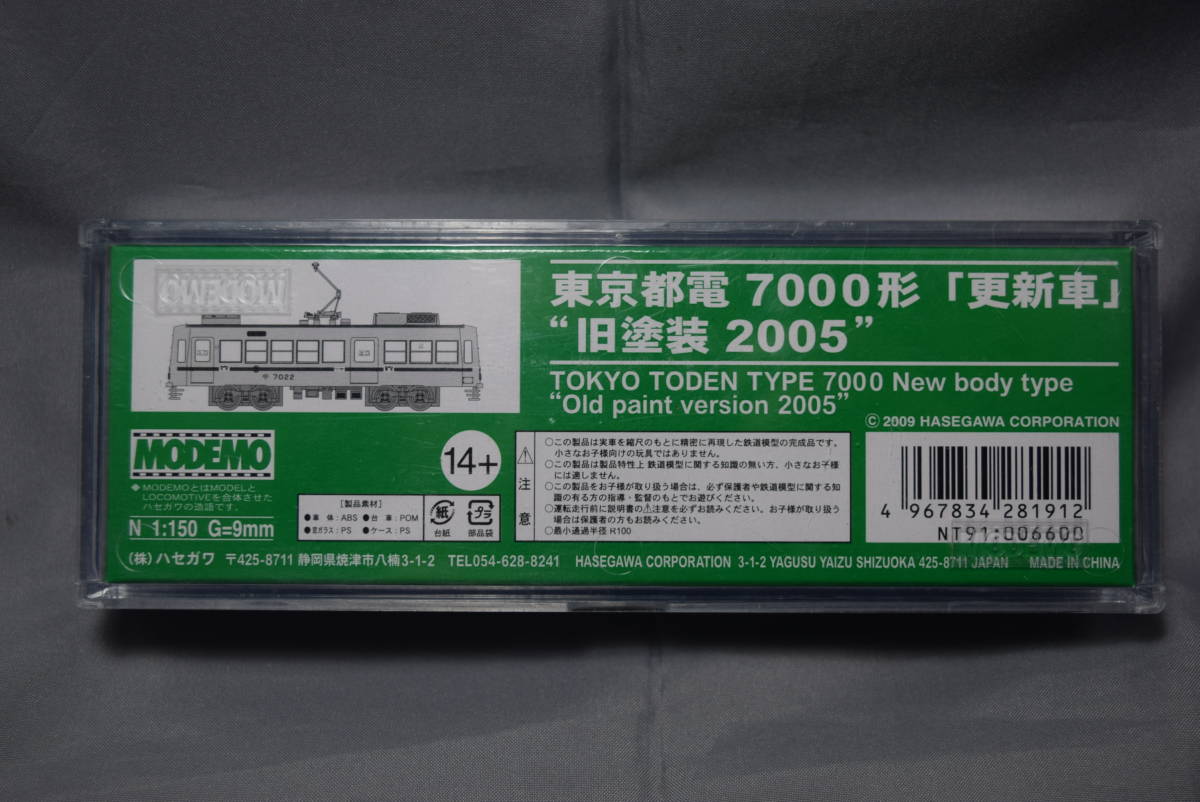 MODEMO
7022
東京都電 7000形 「更新車」
“旧塗装 2005”
TOKYO TODEN TYPE 7000 New body type
“Old paint version 2005”
© 2009 HASEGAWA CORPORATION
MODEMO
◆MODEMOとはMODELと
LOCOMOTIVEを合体させた
ハセガワの造語です。
N 1:150 G=9mm
14+
[製品素材]
●車 体：ABS ●台 車：POM
●窓ガラス：PS ●ケース：PS
紙
台紙
プラ
部品袋
注意
○この製品は実車を縮尺のもとに精密に再現した鉄道模型の完成品です。
小さなお子様向けの玩具ではありません。
○この製品は製品特性上 鉄道模型に関する知識の無い方、小さなお子様
には適しません。
○この製品をお子様が取り扱う場合は、必ず保護者や鉄道模型に関する知
識の有る方の指導・監督のもとでお遊びください。
○運転走行前に説明書の⚠注意を必ずお読みください。お子様が取り扱う
場合は保護者の方もお読みください。
○最小通過半径 R100
4 967834 281912
NT91:006600
(株) ハセガワ 〒425-8711 静岡県焼津市八楠3-1-2 TEL054-628-8241 HASEGAWA CORPORATION 3-1-2 YAGUSU YAIZU SHIZUOKA 425-8711 JAPAN MADE IN CHINA